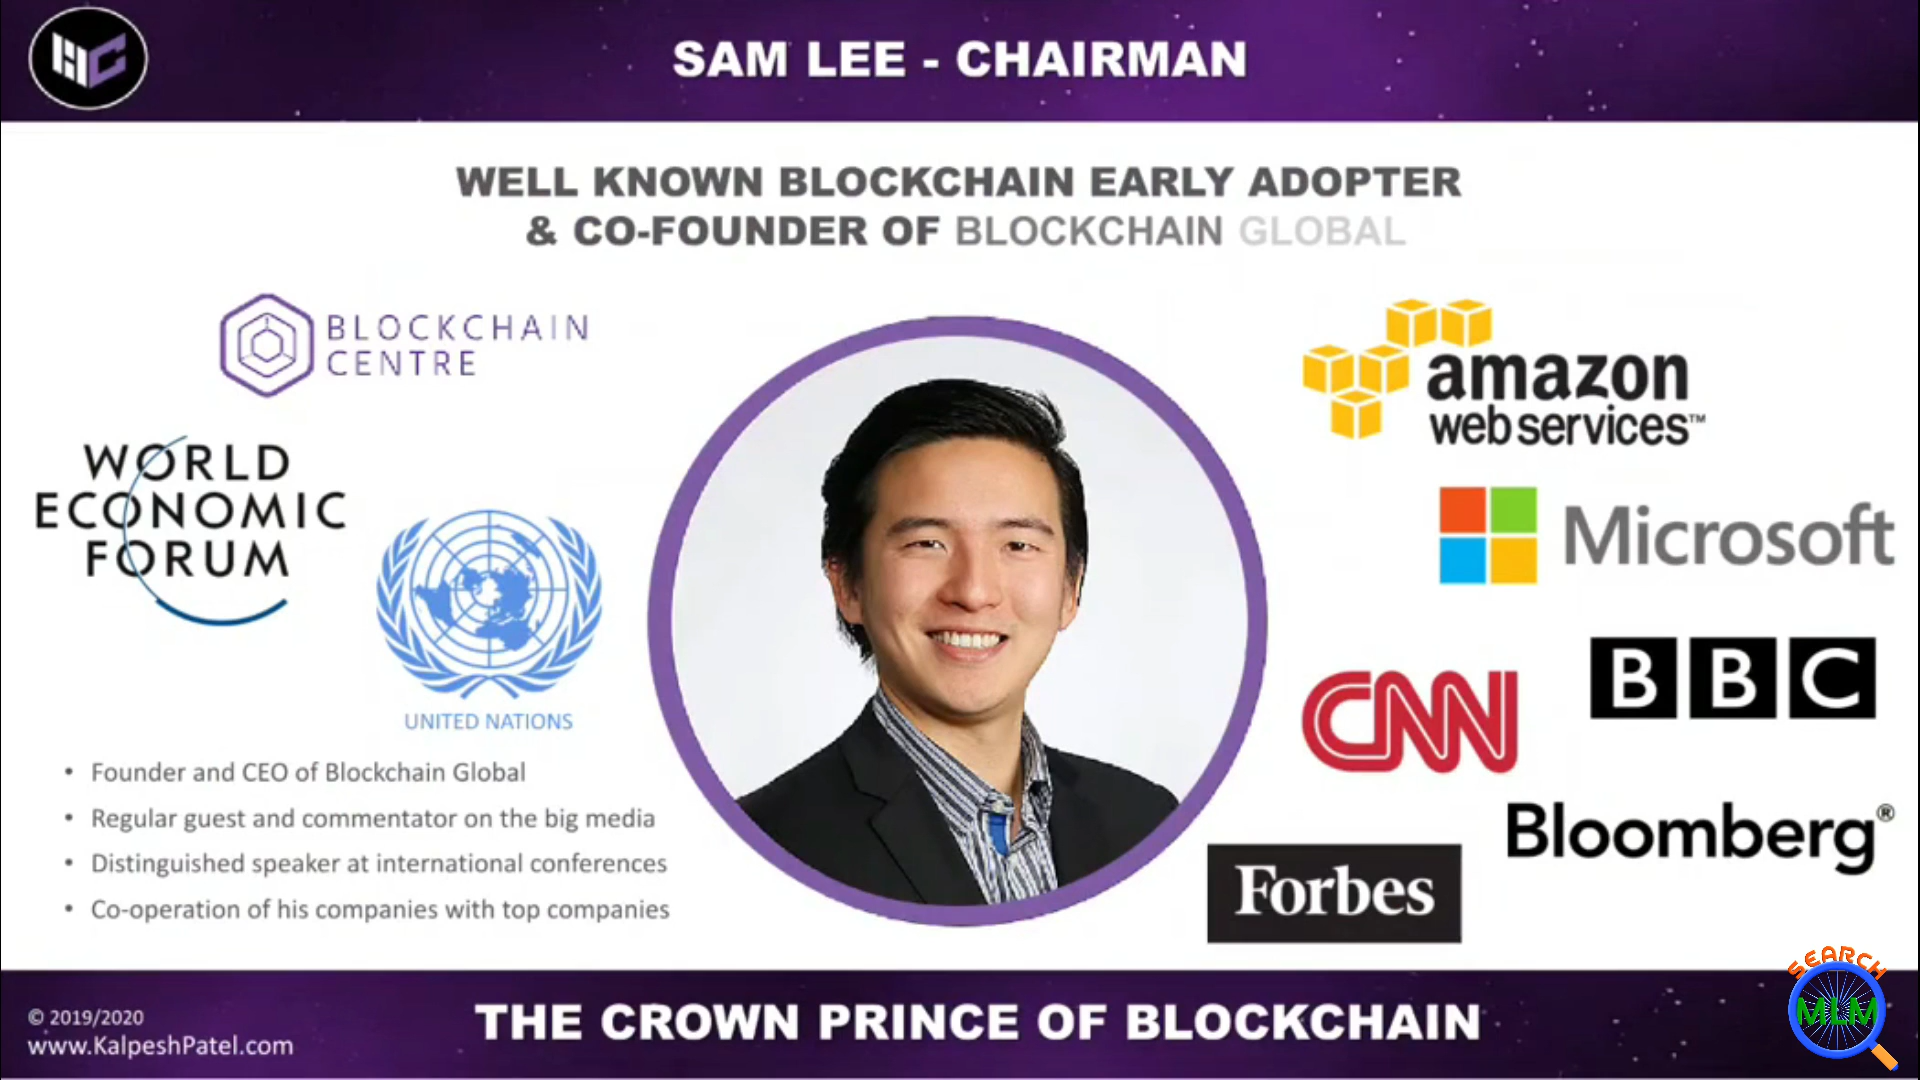 HC
SAM LEE - CHAIRMAN
WELL KNOWN BLOCKCHAIN EARLY ADOPTER
& CO-FOUNDER OF BLOCKCHAIN GLOBAL
BLOCKCHAIN
CENTRE
WORLD
ECONOMIC
FORUM
UNITED NATIONS
• Founder and CEO of Blockchain Global
• Regular guest and commentator on the big media
• Distinguished speaker at international conferences
• Co-operation of his companies with top companies
amazon
web services™
Microsoft
CNN
BBC
Bloomberg®
Forbes
© 2019/2020
www.KalpeshPatel.com
THE CROWN PRINCE OF BLOCKCHAIN
SEARCH
MLM